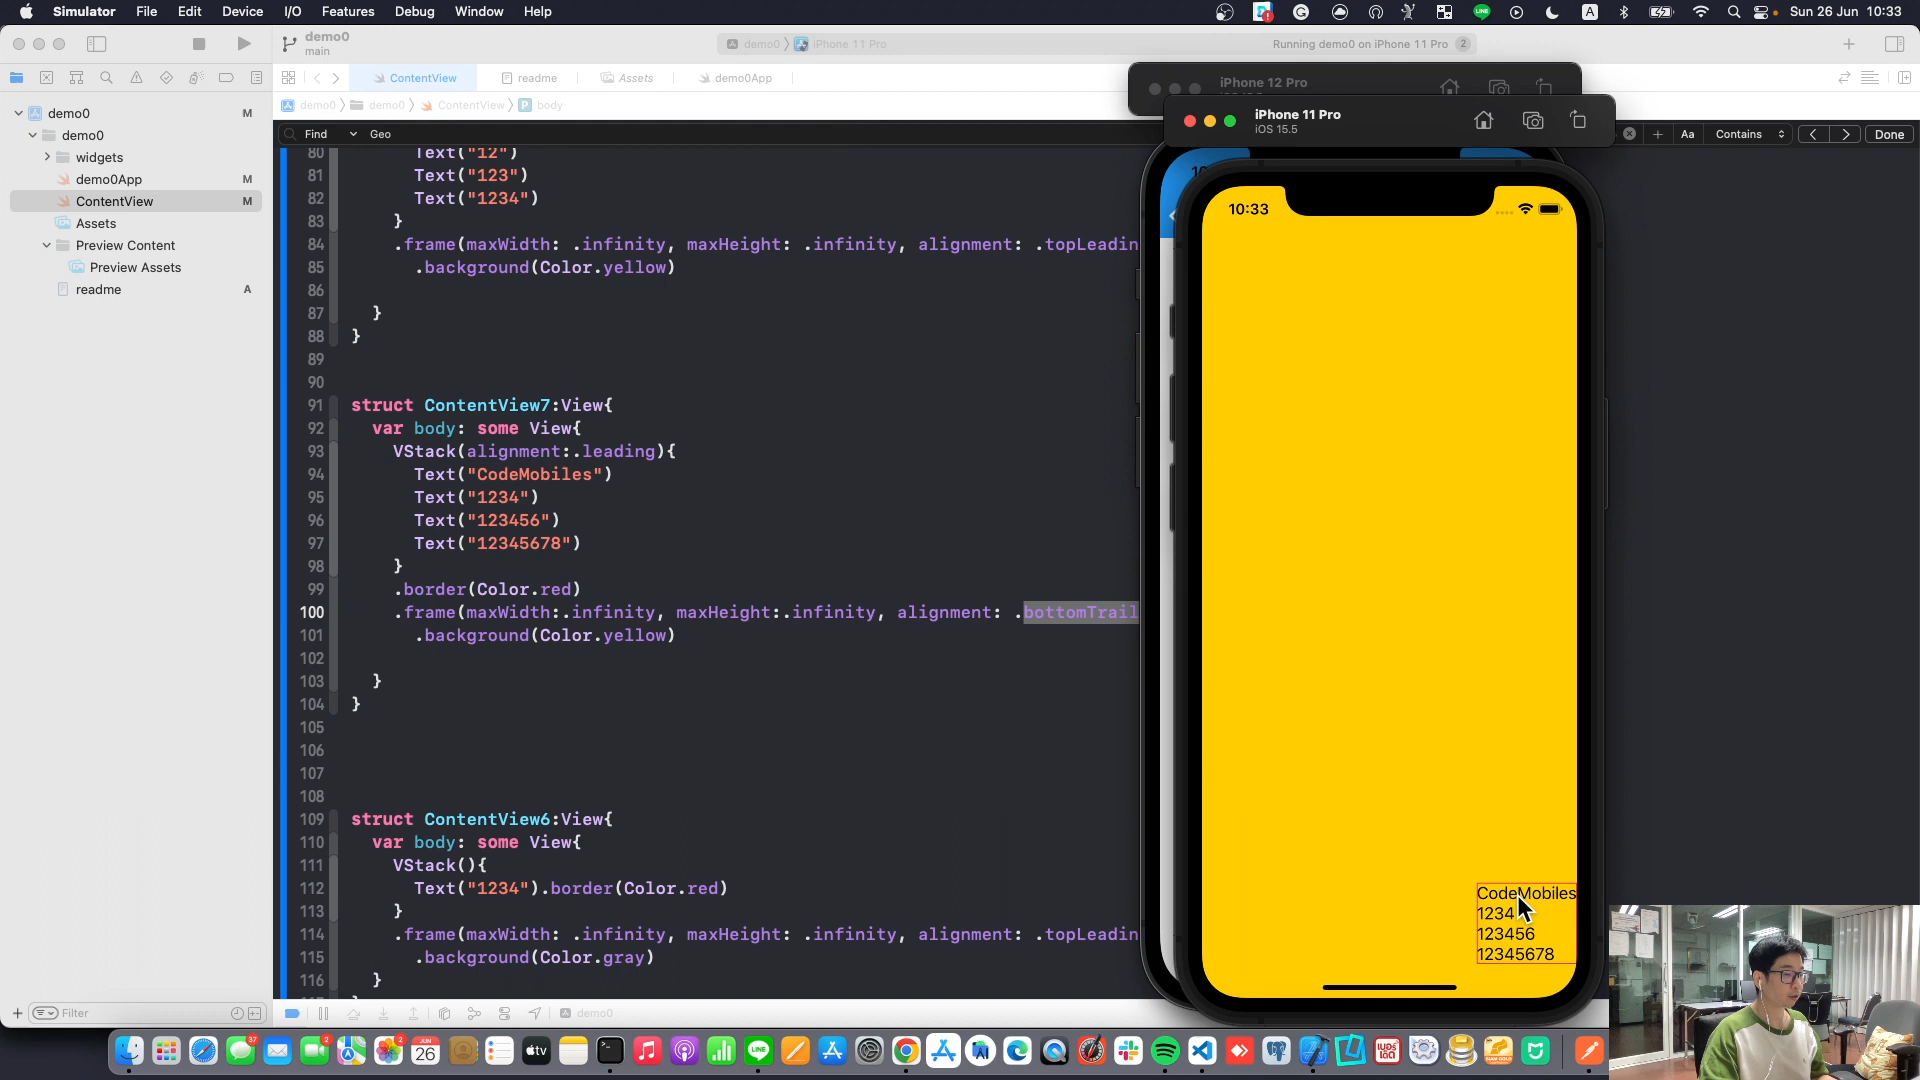 Simulator File Edit Device I/O Features Debug Window Help
A
Sun 26 Jun 10:33
demo0
main
demo0 iPhone 11 Pro
Running demo0 on iPhone 11 Pro 2
ContentView readme Assets demo0App
demo0 demo0 ContentView P body
Find Geo
Aa Contains Done
demo0 M
demo0
widgets
demo0App M
ContentView M
Assets
Preview Content
Preview Assets
readme A
80 Text("12")
81 Text("123")
82 Text("1234")
83 }
84 .frame(maxWidth: .infinity, maxHeight: .infinity, alignment: .topLeadin
85 .background(Color.yellow)
86
87 }
88 }
89
90
91 struct ContentView7:View{
92 var body: some View{
93 VStack(alignment:.leading){
94 Text("CodeMobiles")
95 Text("1234")
96 Text("123456")
97 Text("12345678")
98 }
99 .border(Color.red)
100 .frame(maxWidth:.infinity, maxHeight:.infinity, alignment: .bottomTrail
101 .background(Color.yellow)
102
103 }
104 }
105
106
107
108
109 struct ContentView6:View{
110 var body: some View{
111 VStack(){
112 Text("1234").border(Color.red)
113 }
114 .frame(maxWidth: .infinity, maxHeight: .infinity, alignment: .topLeadin
115 .background(Color.gray)
116 }
iPhone 12 Pro
iPhone 11 Pro
iOS 15.5
10:33
CodeMobiles
1234
123456
12345678
Filter
demo0
37
2
JUN
26
2
tv
LINE